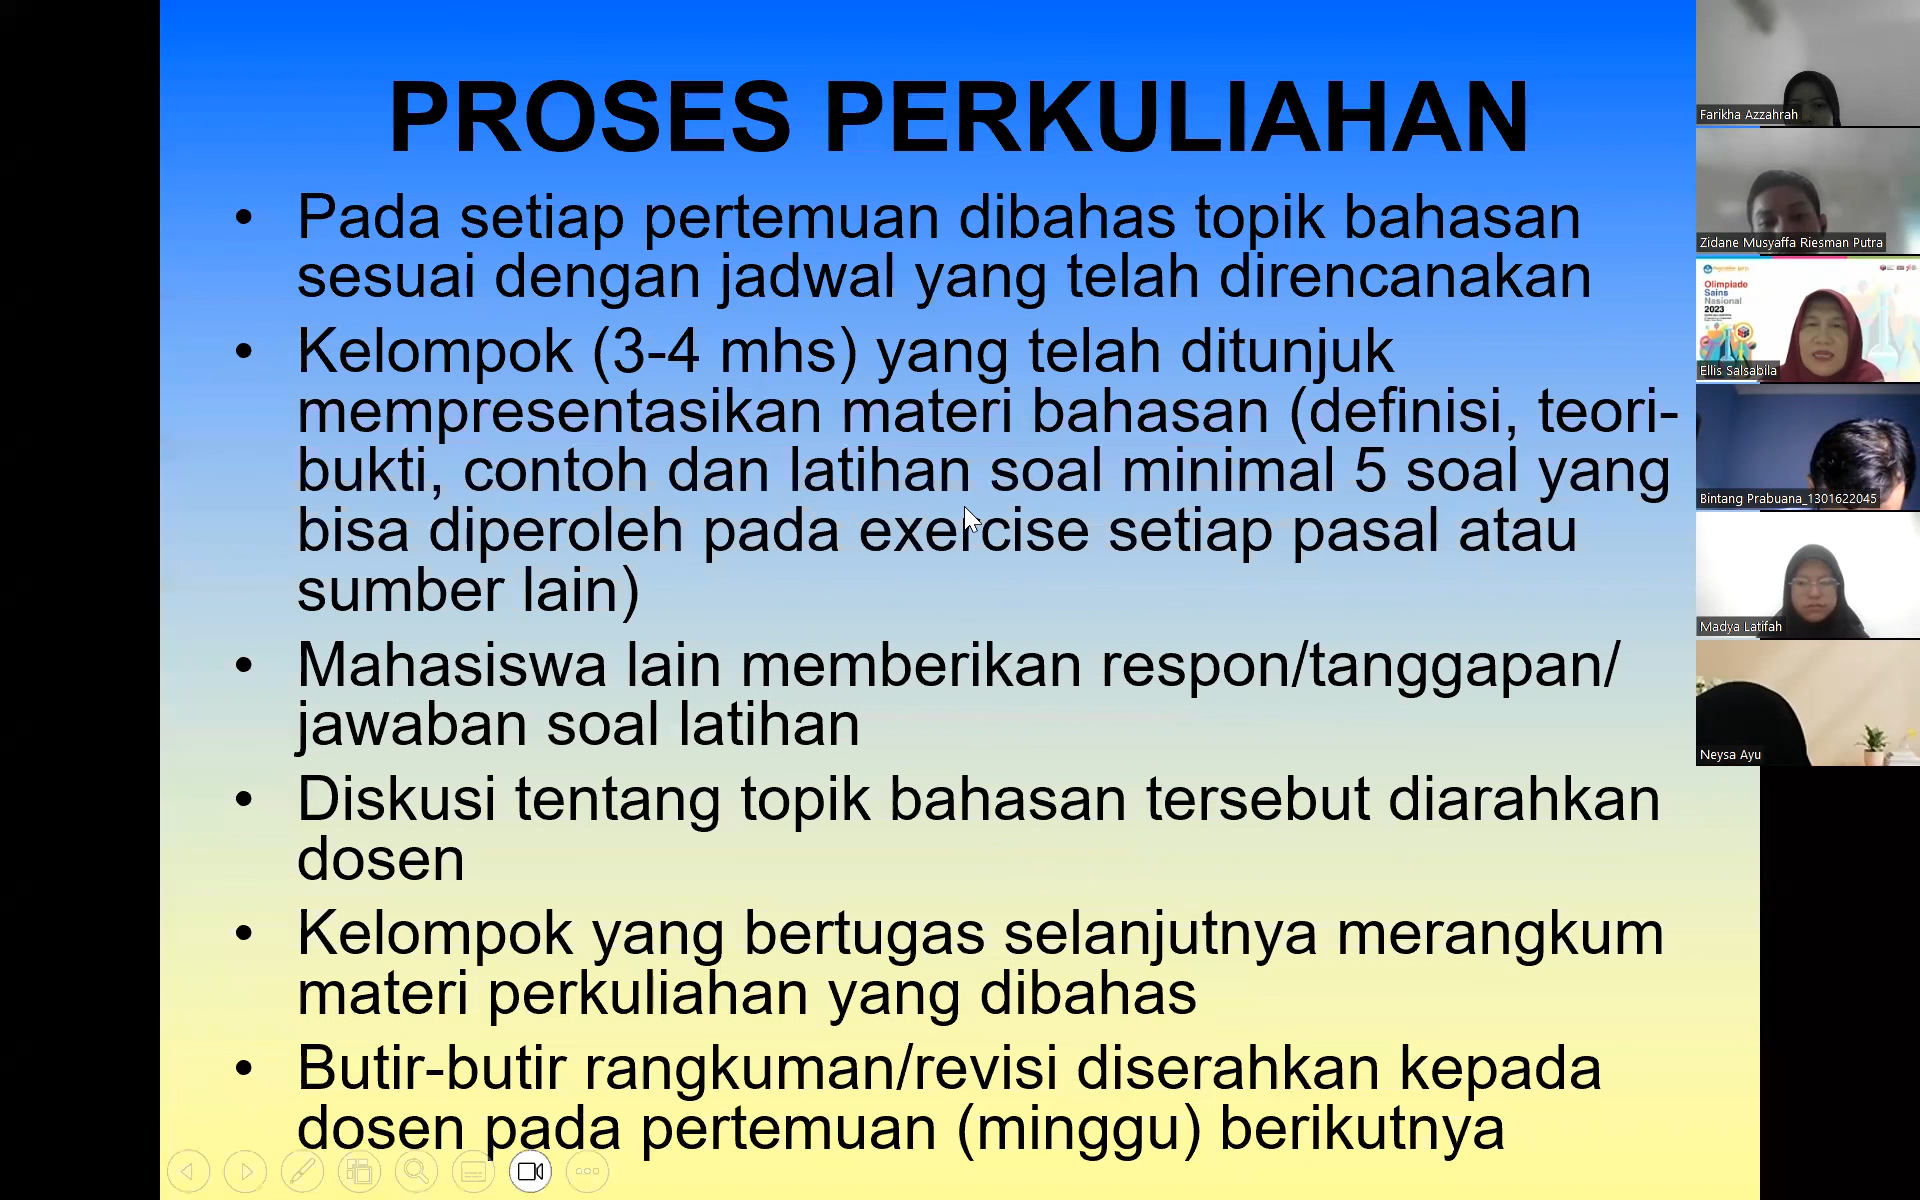 PROSES PERKULIAHAN
• Pada setiap pertemuan dibahas topik bahasan
sesuai dengan jadwal yang telah direncanakan
• Kelompok (3-4 mhs) yang telah ditunjuk
mempresentasikan materi bahasan (definisi, teori-
bukti, contoh dan latihan soal minimal 5 soal yang
bisa diperoleh pada exercise setiap pasal atau
sumber lain)
• Mahasiswa lain memberikan respon/tanggapan/
jawaban soal latihan
• Diskusi tentang topik bahasan tersebut diarahkan
dosen
• Kelompok yang bertugas selanjutnya merangkum
materi perkuliahan yang dibahas
• Butir-butir rangkuman/revisi diserahkan kepada
dosen pada pertemuan (minggu) berikutnya
Farikha Azzahrah
Zidane Musyaffa Riesman Putra
Olimpiade
Sains
Nasional
2023
Ellis Salsabila
Bintang Prabuana_1301622045
Madya Latifah
Neysa Ayu